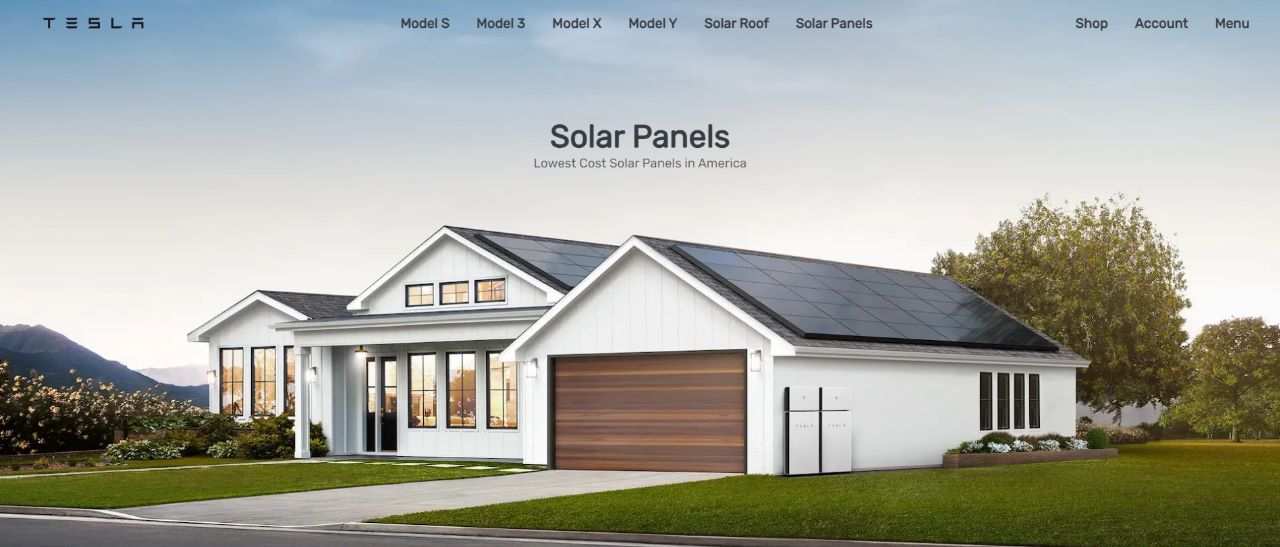 TESLA
Model S
Model 3
Model X
Model Y
Solar Roof
Solar Panels
Shop
Account
Menu
Solar Panels
Lowest Cost Solar Panels in America
TESLA
TESLA